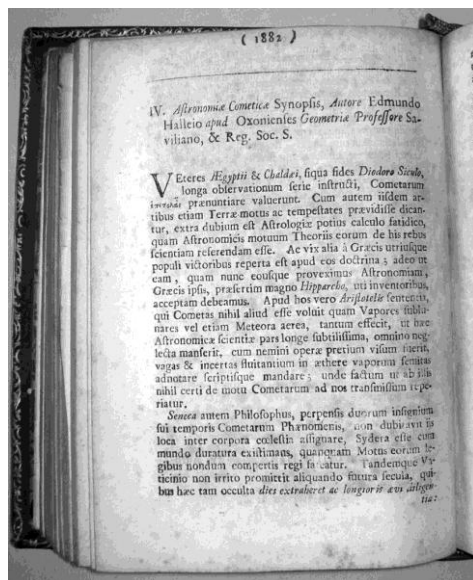 ( 1882 )
IV. Astronomiæ Cometicæ Synopsis, Autore Edmundo
Halleio apud Oxonienses Geometriæ Professore Sa-
viliano, & Reg. Soc. S.
VEteres Ægyptii & Chaldæi, siqua fides Diodoro Siculo,
longa observationum serie instructi, Cometarum
prænuntiare valuerunt. Cum autem iisdem ar-
tibus etiam Terræ motus ac tempestates prævidisse dican-
tur, extra dubium est Astrologiæ potius calculo fatidico,
quam Astronomicis motuum Theoriis eorum de his rebus
scientiam referendam esse. Ac vix alia à Græcis utriusque
populi victoribus reperta est apud eos doctrina; adeo ut
eam, quam nunc eousque proveximus Astronomiam,
Græcis ipsis, præsertim magno Hipparcho, uti inventoribus,
acceptam debeamus. Apud hos vero Aristotelis sententia,
qui Cometas nihil aliud esse voluit quam Vapores sublu-
nares vel etiam Meteora aerea, tantum effecit, ut hæc
Astronomicæ scientiæ pars longe subtilissima, omnino neg-
lecta manserit, cum nemini operæ pretium visum fuerit,
vagas & incertas fluitantium in æthere vaporum semitas
adnotare scriptisque mandare; unde factum ut ab illis
nihil certi de motu Cometarum ad nos transmissum repe-
riatur.
Seneca autem Philosophus, perpensis duorum insignium
sui temporis Cometarum Phænomenis, non dubitavit iis
loca inter corpora cœlestia assignare, Sydera esse cum
mundo duratura existimans, quanquam Motus eorum le-
gibus nondum compertis regi fateatur. Tandemque Va-
ticinio non irrito promittit aliquando futura secula, qui-
bus hæc tam occulta dies extraheret ac longioris ævi diligen-
tia: